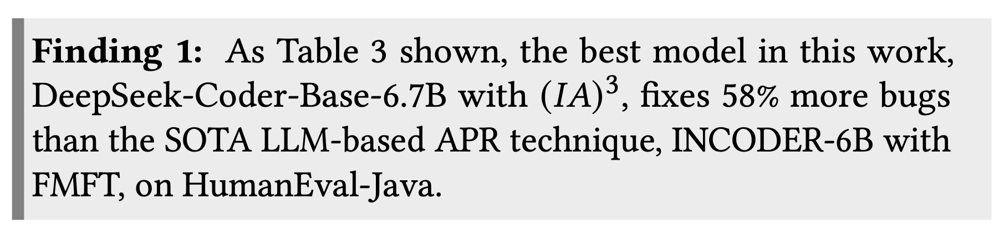 Finding 1: As Table 3 shown, the best model in this work,
DeepSeek-Coder-Base-6.7B with (IA)³, fixes 58% more bugs
than the SOTA LLM-based APR technique, INCODER-6B with
FMFT, on HumanEval-Java.